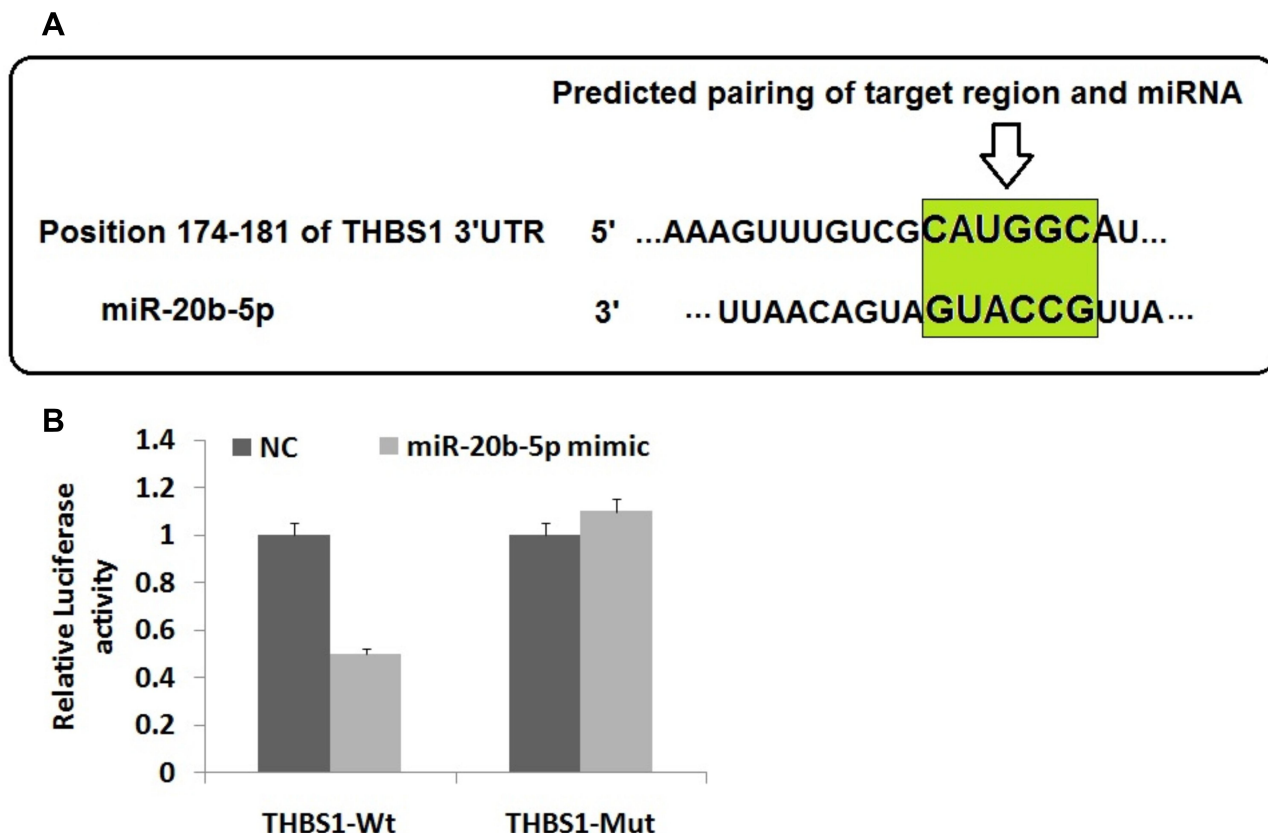 A
Predicted pairing of target region and miRNA
Position 174-181 of THBS1 3'UTR 5' ...AAAGUUUGUCGCAUGGCAU...
miR-20b-5p 3' ...UUAACAGUAGUACCGUUA...
B
NC miR-20b-5p mimic
Relative Luciferase
activity
1.4
1.2
1
0.8
0.6
0.4
0.2
0
THBS1-Wt THBS1-Mut